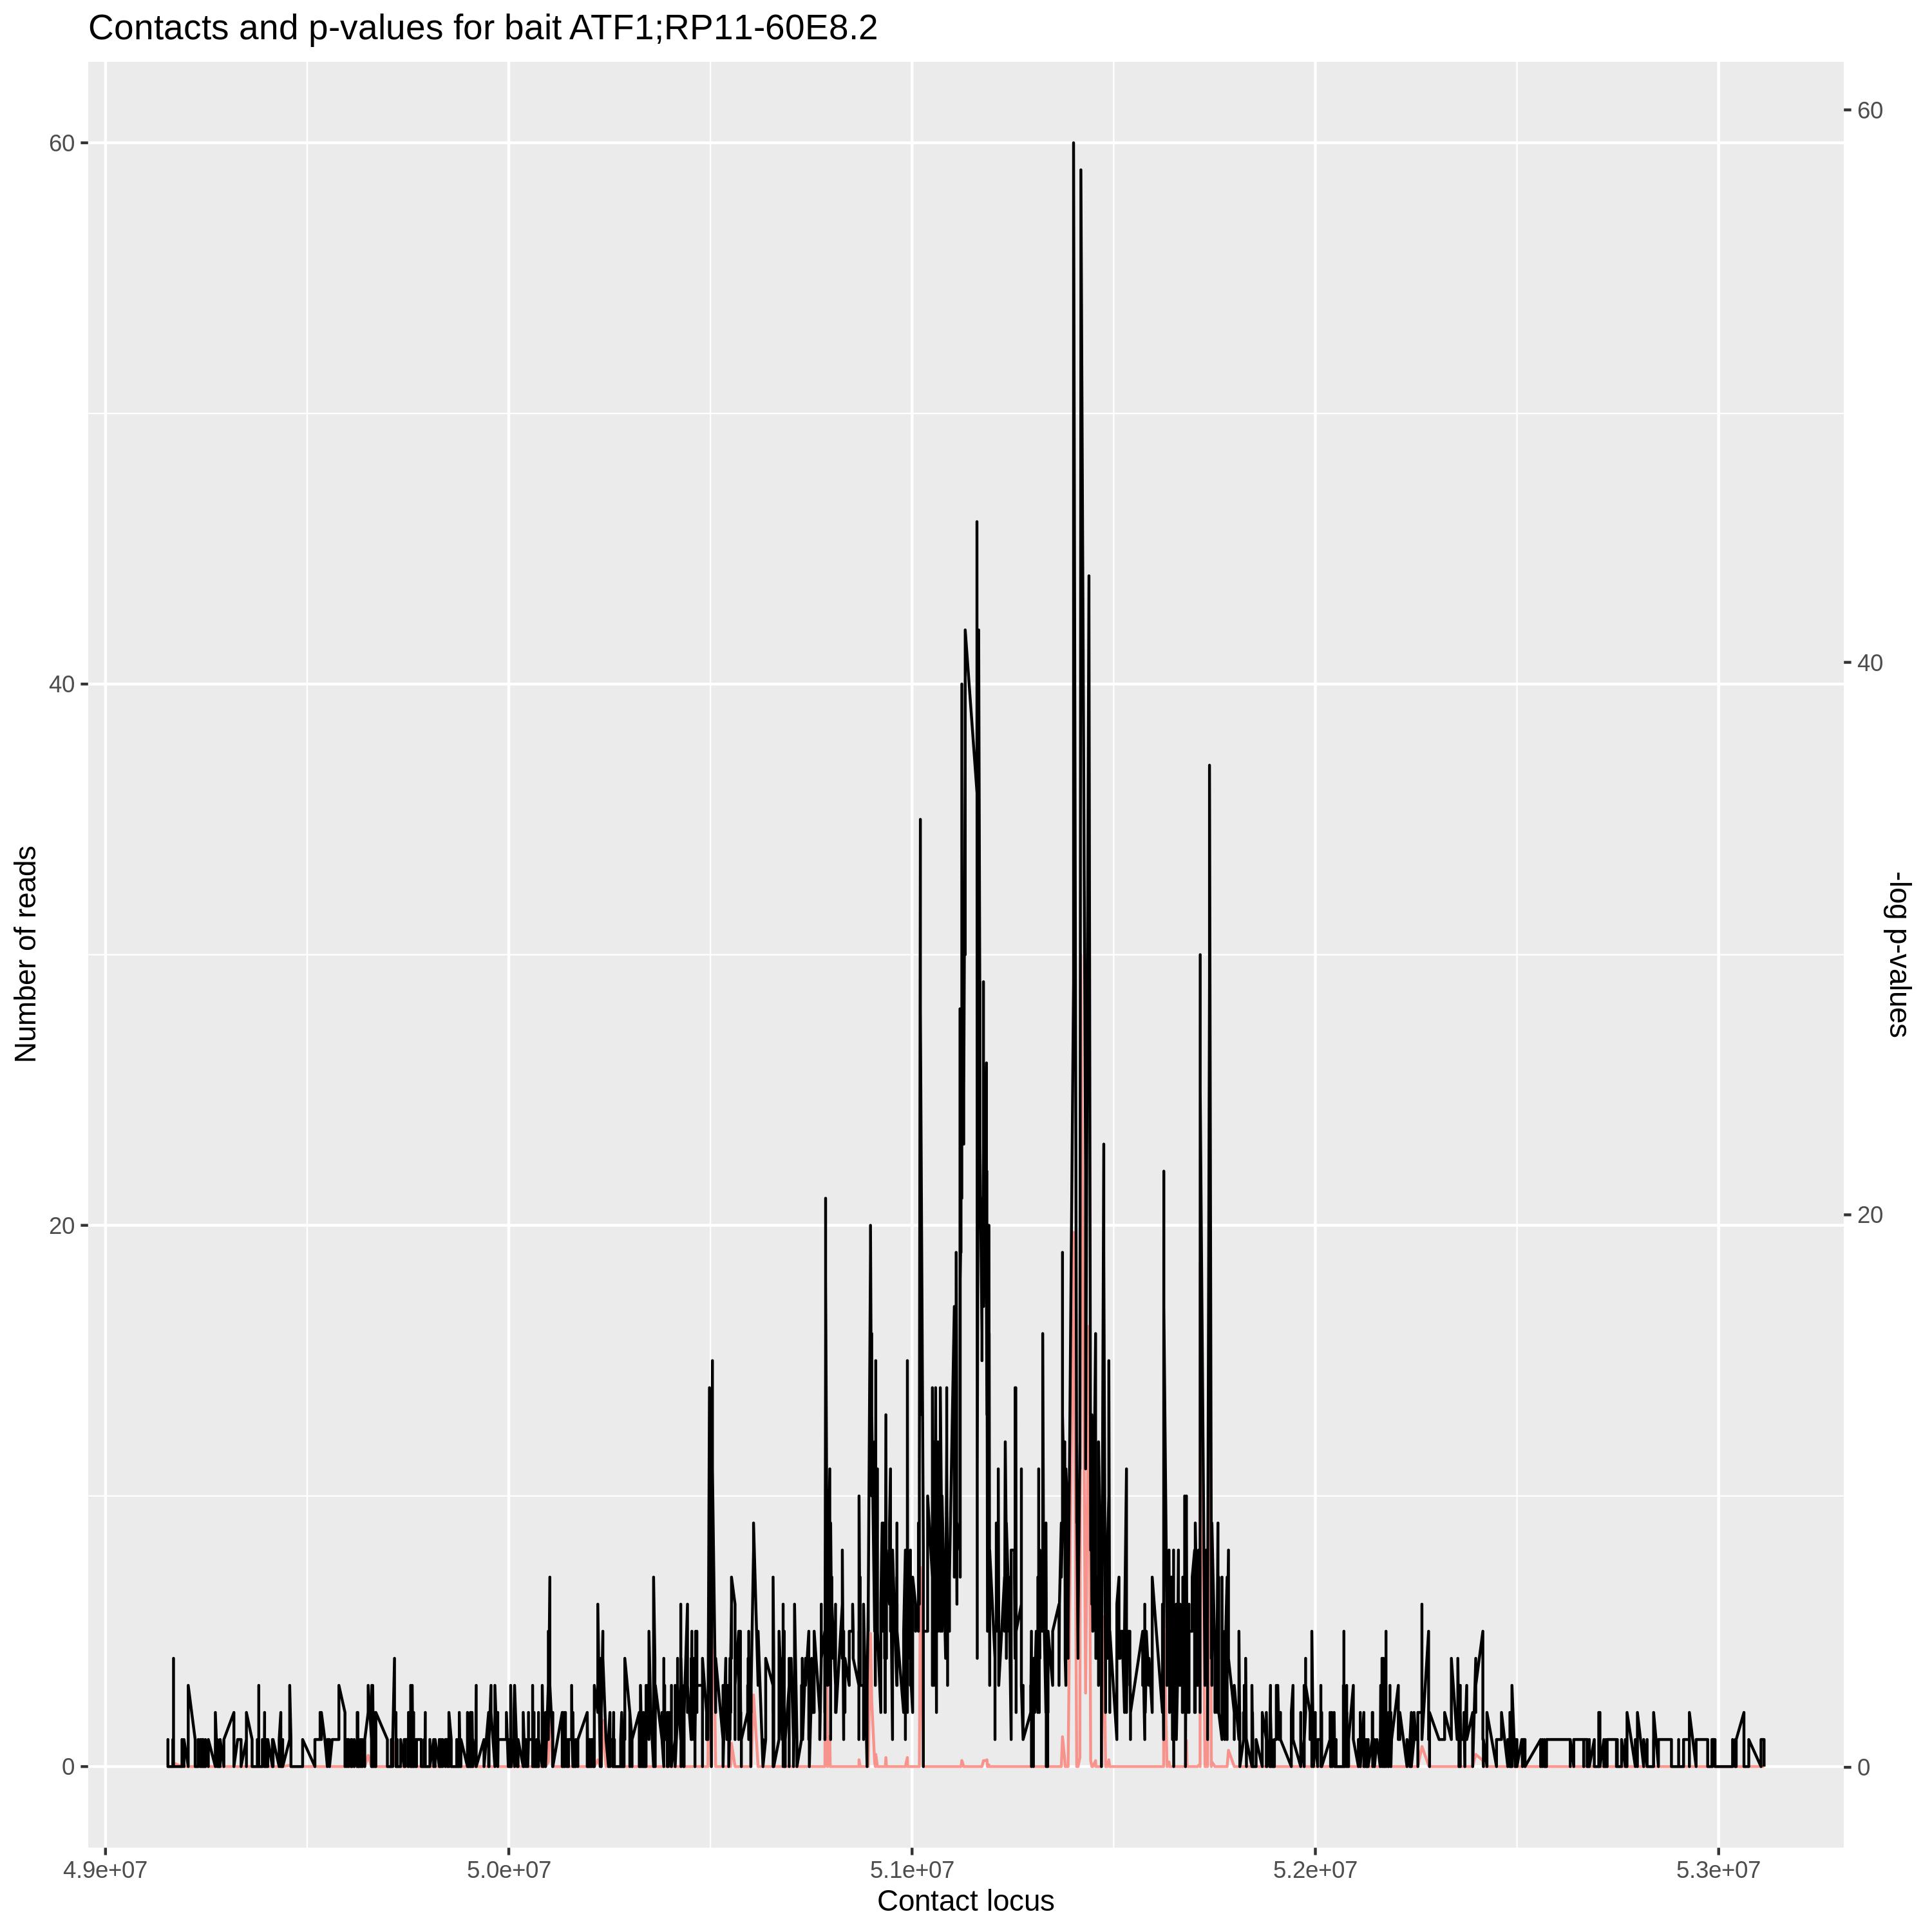 Contacts and p-values for bait ATF1;RP11-60E8.2
60
40
20
0
Number of reads
60
40
20
0
-log p-values
4.9e+07 5.0e+07 5.1e+07 5.2e+07 5.3e+07
Contact locus